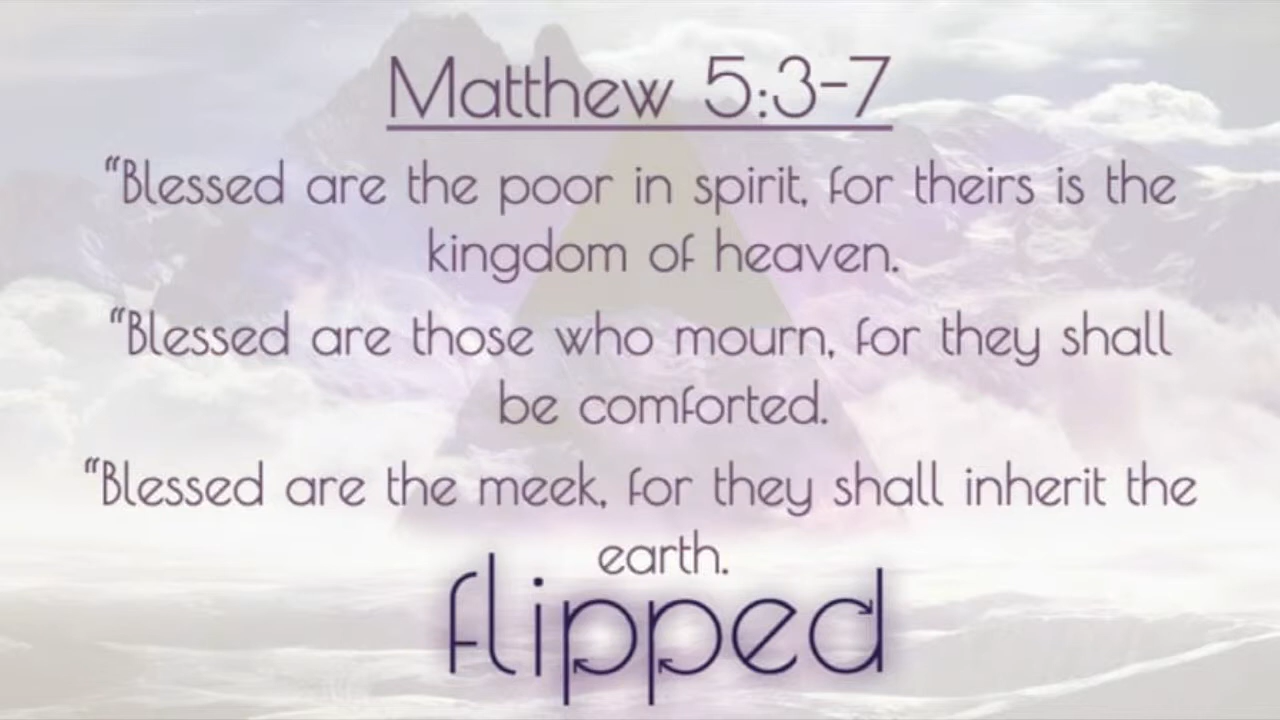 Matthew 5:3-7
“Blessed are the poor in spirit, for theirs is the
kingdom of heaven.
“Blessed are those who mourn, for they shall
be comforted.
“Blessed are the meek, for they shall inherit the
earth.
flipped